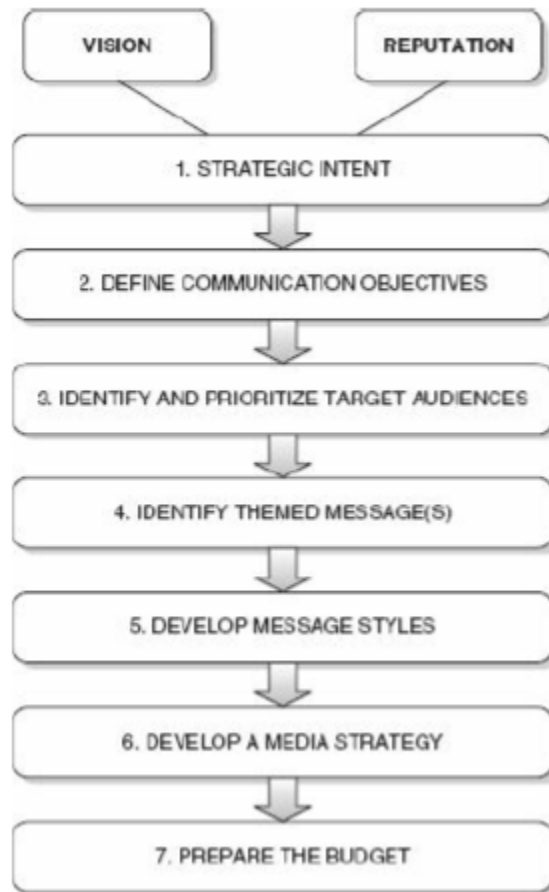 VISION
REPUTATION
1. STRATEGIC INTENT
2. DEFINE COMMUNICATION OBJECTIVES
3. IDENTIFY AND PRIORITIZE TARGET AUDIENCES
4. IDENTIFY THEMED MESSAGE(S)
5. DEVELOP MESSAGE STYLES
6. DEVELOP A MEDIA STRATEGY
7. PREPARE THE BUDGET